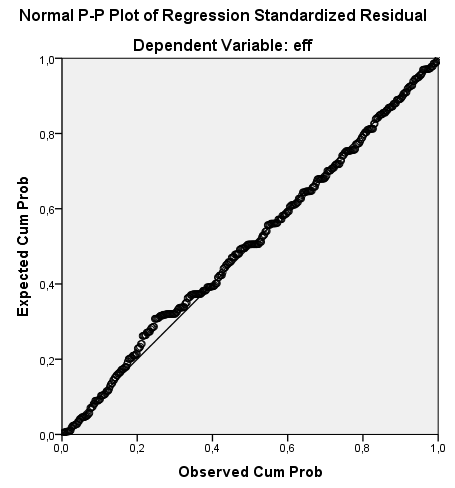 Normal P-P Plot of Regression Standardized Residual
Dependent Variable: eff
1,0
0,8
0,6
0,4
0,2
0,0
Expected Cum Prob
0,0 0,2 0,4 0,6 0,8 1,0
Observed Cum Prob